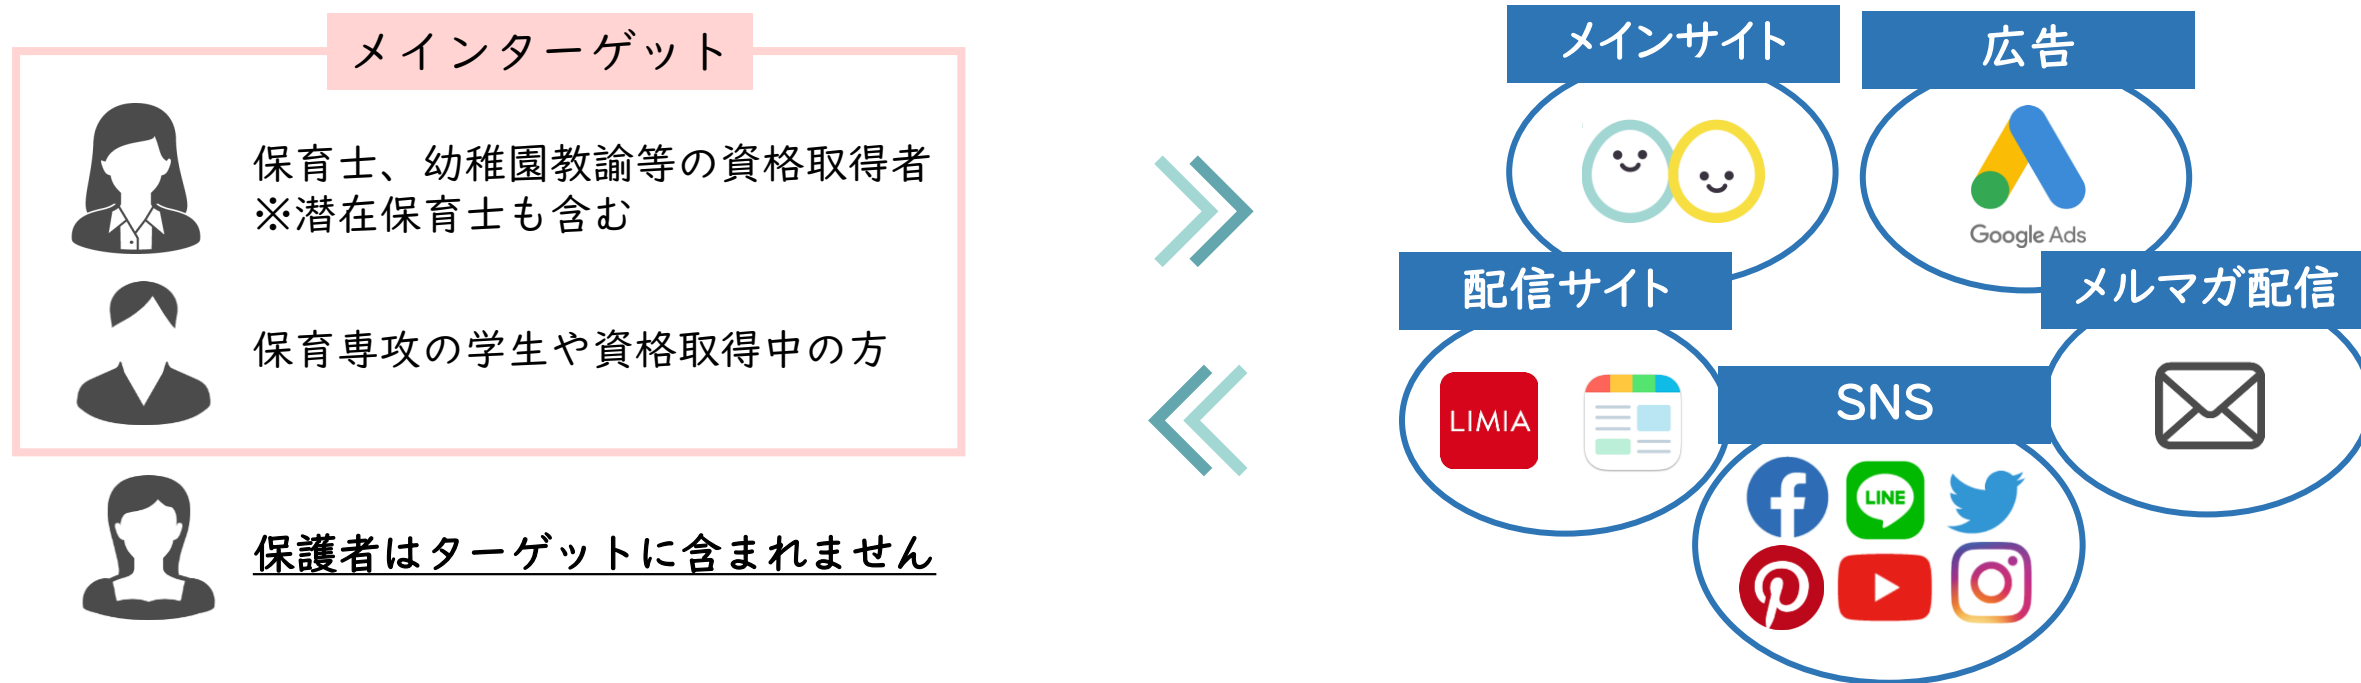 メインターゲット
保育士、幼稚園教諭等の資格取得者
※潜在保育士も含む
保育専攻の学生や資格取得中の方
保護者はターゲットに含まれません
メインサイト
広告
Google Ads
配信サイト
メルマガ配信
LIMIA
SNS
LINE